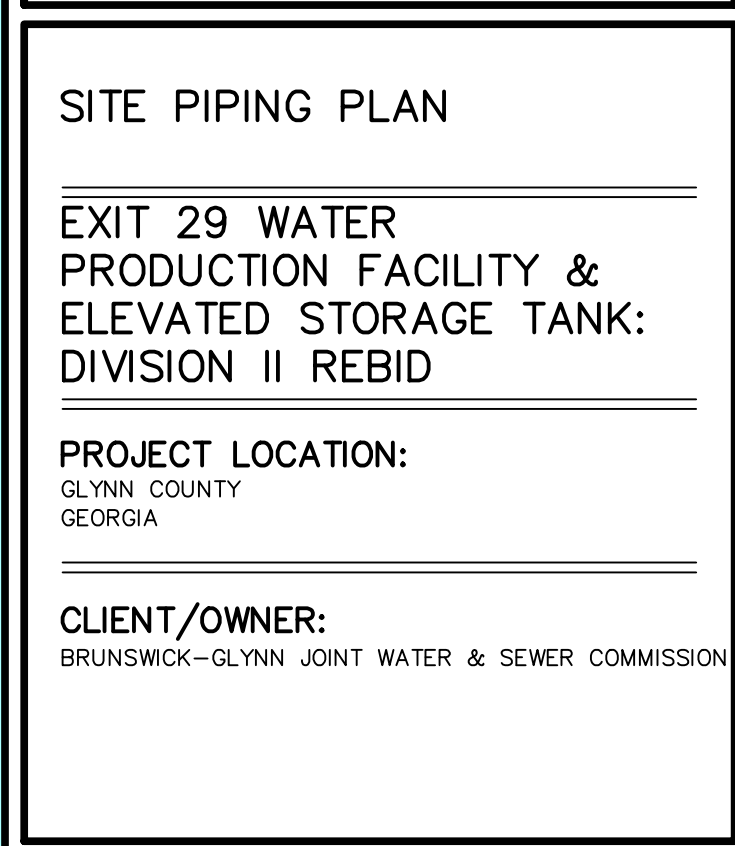 SITE PIPING PLAN
EXIT 29 WATER
PRODUCTION FACILITY &
ELEVATED STORAGE TANK:
DIVISION II REBID
PROJECT LOCATION:
GLYNN COUNTY
GEORGIA
CLIENT/OWNER:
BRUNSWICK-GLYNN JOINT WATER & SEWER COMMISSION